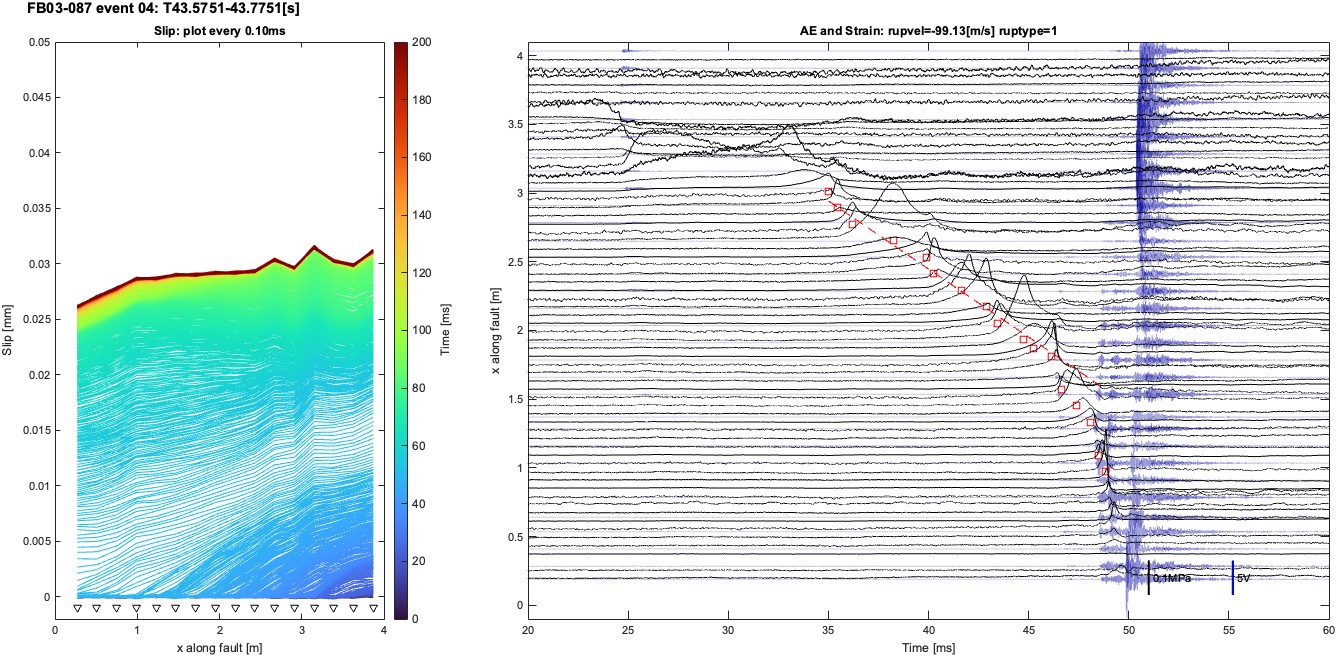 FB03-087 event 04: T43.5751-43.7751[s]
Slip: plot every 0.10ms
0.05
0.045
0.04
0.035
0.03
0.025
0.02
0.015
0.01
0.005
0
Slip [mm]
0 1 2 3 4
x along fault [m]
200
180
160
140
120
100
80
60
40
20
0
Time [ms]
AE and Strain: rupvel=-99.13[m/s] ruptype=1
4
3.5
3
2.5
2
1.5
1
0.5
0
x along fault [m]
0.1MPa
5V
20 25 30 35 40 45 50 55 60
Time [ms]